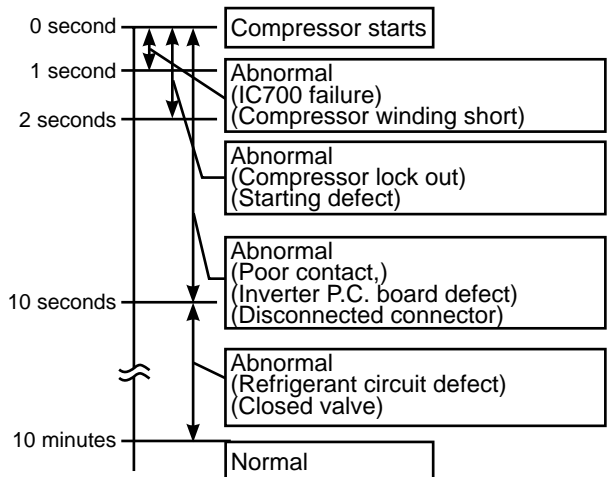 0 second
Compressor starts
1 second
Abnormal
(IC700 failure)
2 seconds
(Compressor winding short)
Abnormal
(Compressor lock out)
(Starting defect)
Abnormal
(Poor contact,)
10 seconds
(Inverter P.C. board defect)
(Disconnected connector)
Abnormal
(Refrigerant circuit defect)
(Closed valve)
10 minutes
Normal